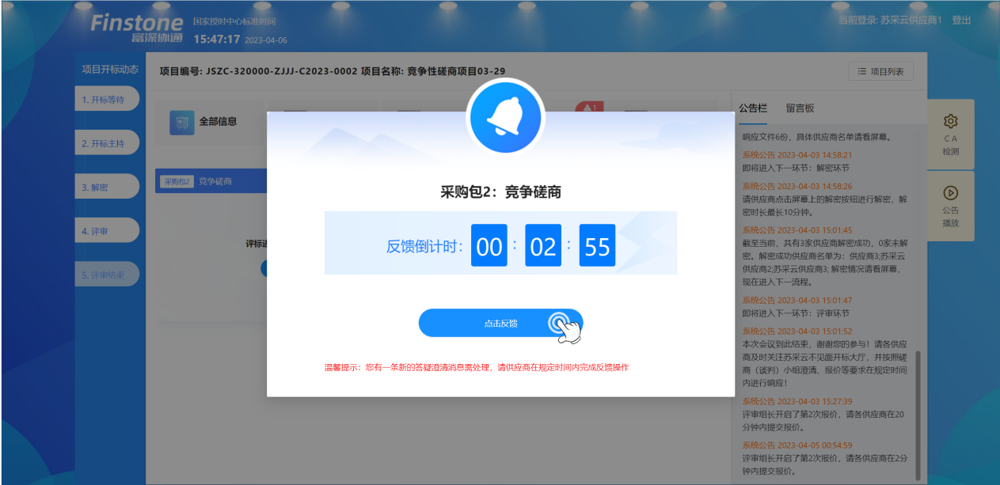 Finstone
富深协通
国家授时中心标准时间
15:47:17 2023-04-06
当前登录: 苏采云供应商1 登出
项目开标动态
1. 开标等待
2. 开标主持
3. 解密
4. 评审
5. 评审结束
项目编号: JSZC-320000-ZJJJ-C2023-0002 项目名称: 竞争性磋商项目03-29
项目列表
全部信息
1
采购包2 竞争磋商
评标进
采购包2：竞争磋商
反馈倒计时: 00 : 02 : 55
点击反馈
温馨提示：您有一条新的答疑澄清消息需处理，请供应商在规定时间内完成反馈操作
公告栏 留言板
响应文件6份，具体供应商名单请看屏幕。
系统公告 2023-04-03 14:58:21
即将进入下一环节：解密环节
系统公告 2023-04-03 14:58:26
请供应商点击屏幕上的解密按钮进行解密，解
密时长最长10分钟。
系统公告 2023-04-03 15:01:45
截至当前，共有3家供应商解密成功，0家未解
密。解密成功供应商名单为：供应商3;苏采云
供应商2;苏采云供应商3; 解密情况请看屏幕，
现在进入下一流程。
系统公告 2023-04-03 15:01:47
即将进入下一环节：评审环节
系统公告 2023-04-03 15:01:52
本次会议到此结束，谢谢您的参与！请各供应
商及时关注苏采云不见面开标大厅，并按照磋
商（谈判）小组澄清、报价等要求在规定时间
内进行响应！
系统公告 2023-04-03 15:27:39
评审组长开启了第2次报价，请各供应商在20
分钟内提交报价。
系统公告 2023-04-05 00:54:59
评审组长开启了第2次报价，请各供应商在2分
钟内提交报价。
CA
检测
公告
播放